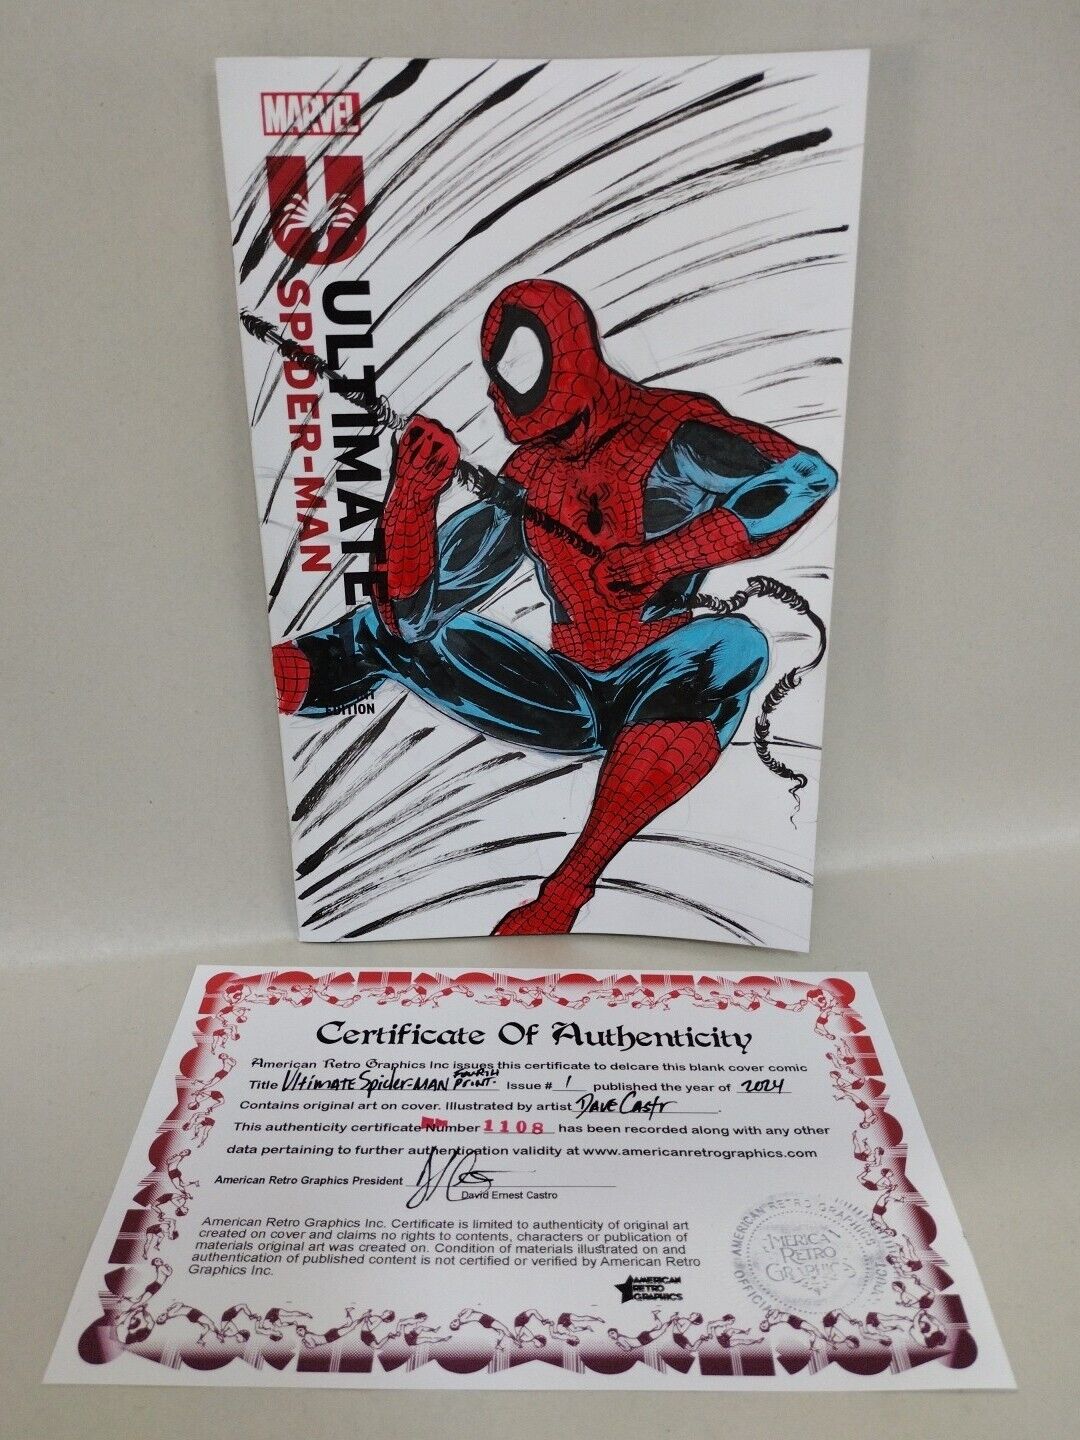 MARVEL
ULTIMATE
SPIDER-MAN
EDITION
Certificate Of Authenticity
American Retro Graphics Inc issues this certificate to delcare this blank cover comic
Title Ultimate Spider-Man Fourth Print. Issue # 1 published the year of 2024
Contains original art on cover. Illustrated by artist Dave Castr
This authenticity certificate Number 1108 has been recorded along with any other
data pertaining to further authentication validity at www.americanretrographics.com
American Retro Graphics President
David Ernest Castro
American Retro Graphics Inc. Certificate is limited to authenticity of original art
created on cover and claims no rights to contents, characters or publication of
materials original art was created on. Condition of materials illustrated on and
authentication of published content is not certified or verified by American Retro
Graphics Inc.
AMERICAN
RETRO
GRAPHICS
AMERICAN RETRO GRAPHICS
OFFICIAL
RETRO
GRAPHICS